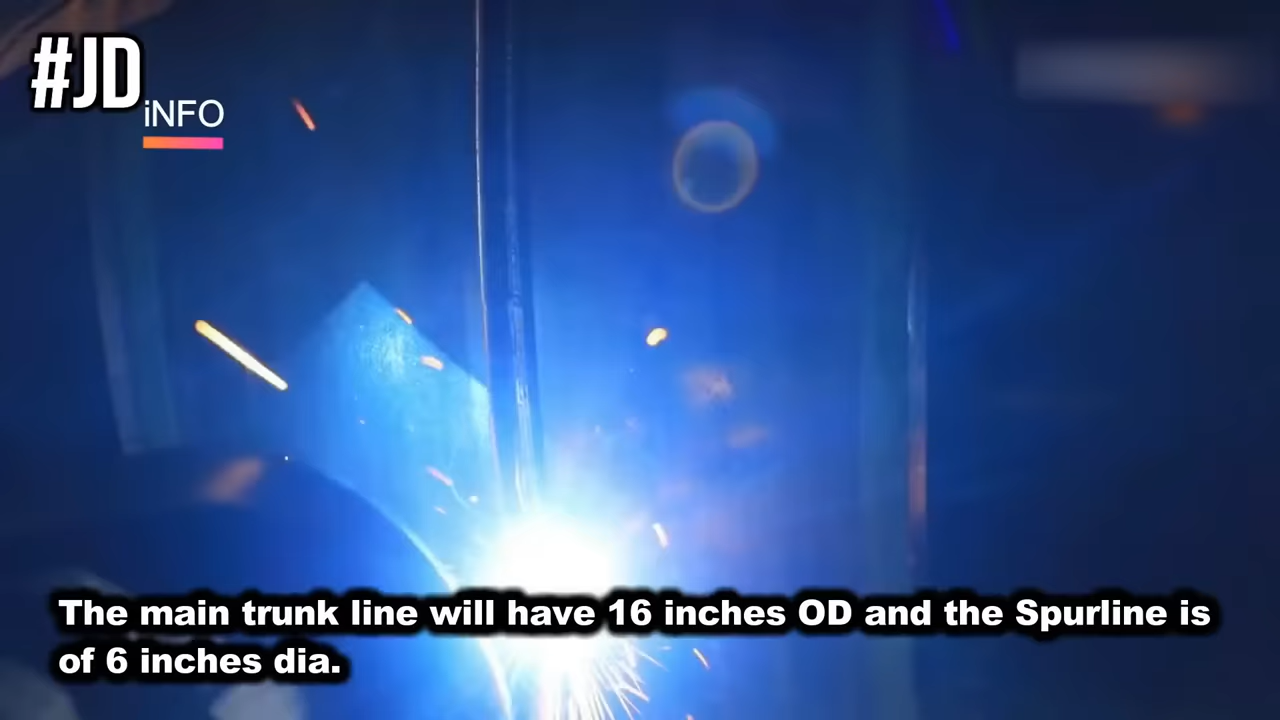 #JD
iNFO
The main trunk line will have 16 inches OD and the Spurline is
of 6 inches dia.